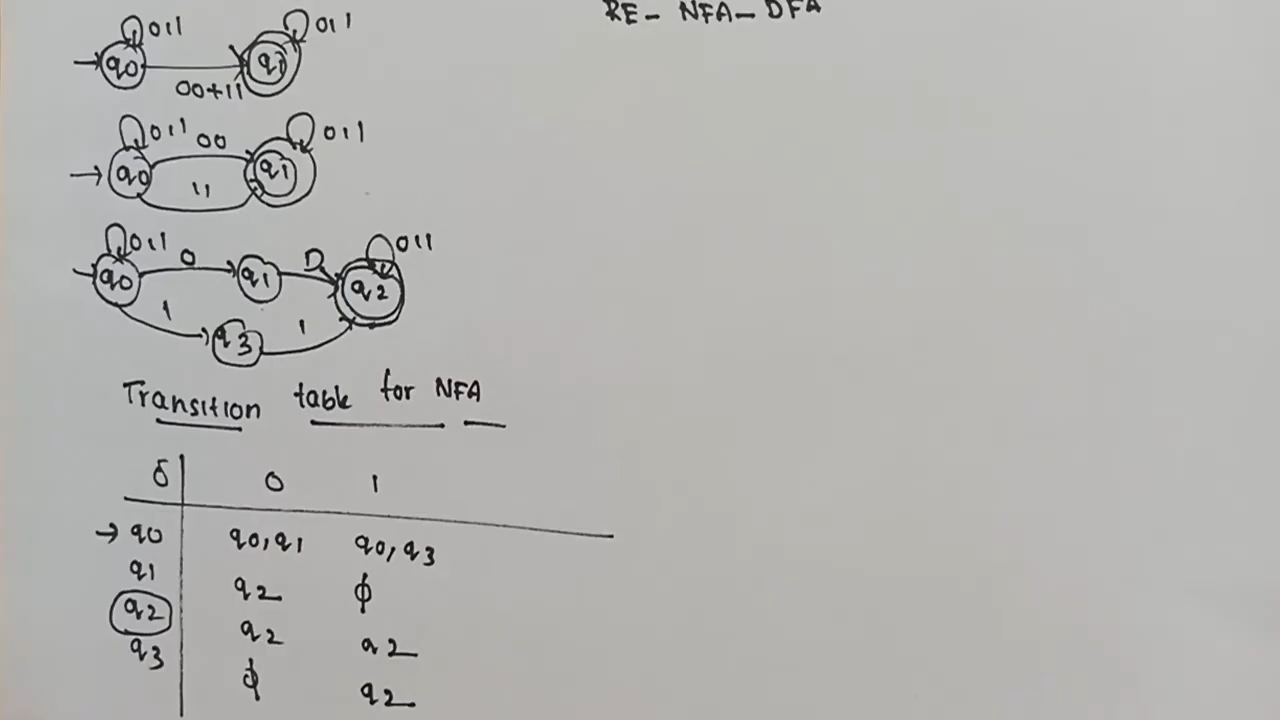 RE - NFA - DFA
0,1 0,1
q0 q1
00+11
0,1 00 0,1
q0 q1
11
0,1 0 0 0,1
q0 q1 q2
1 1
q3
Transition table for NFA
δ 0 1
→ q0 q0,q1 q0,q3
q1 q2 ϕ
q2 q2 q2
q3 ϕ q2